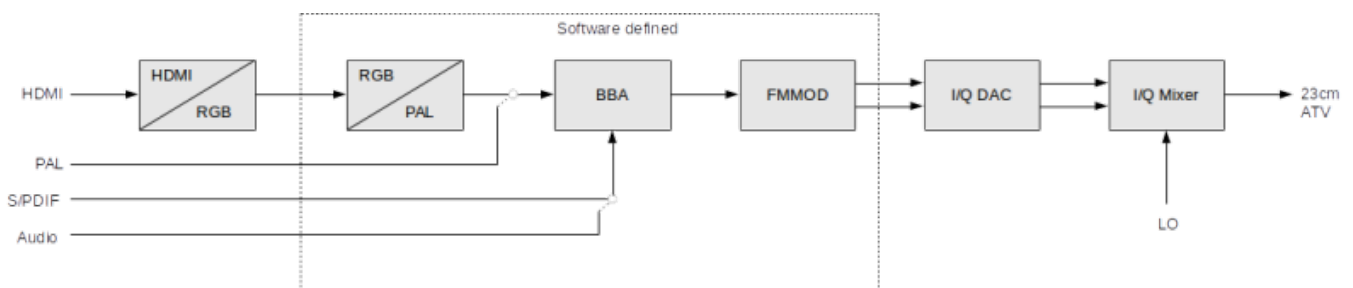 Software defined
HDMI
HDMI
RGB
RGB
PAL
BBA
FMMOD
I/Q DAC
I/Q Mixer
23cm
ATV
PAL
S/PDIF
Audio
LO